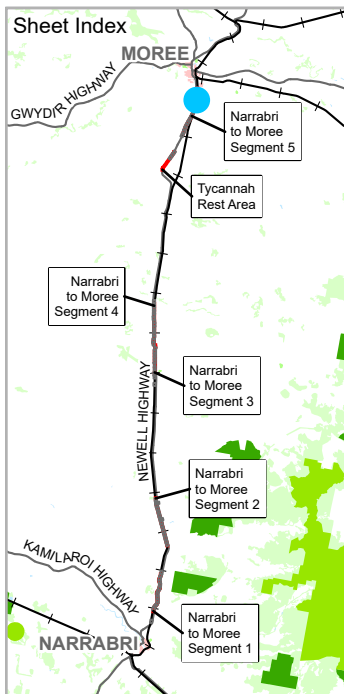 Sheet Index
MOREE
GWYDIR HIGHWAY
Narrabri
to Moree
Segment 5
Tycannah
Rest Area
Narrabri
to Moree
Segment 4
Narrabri
to Moree
Segment 3
NEWELL HIGHWAY
Narrabri
to Moree
Segment 2
KAMILAROI HIGHWAY
Narrabri
to Moree
Segment 1
NARRABRI